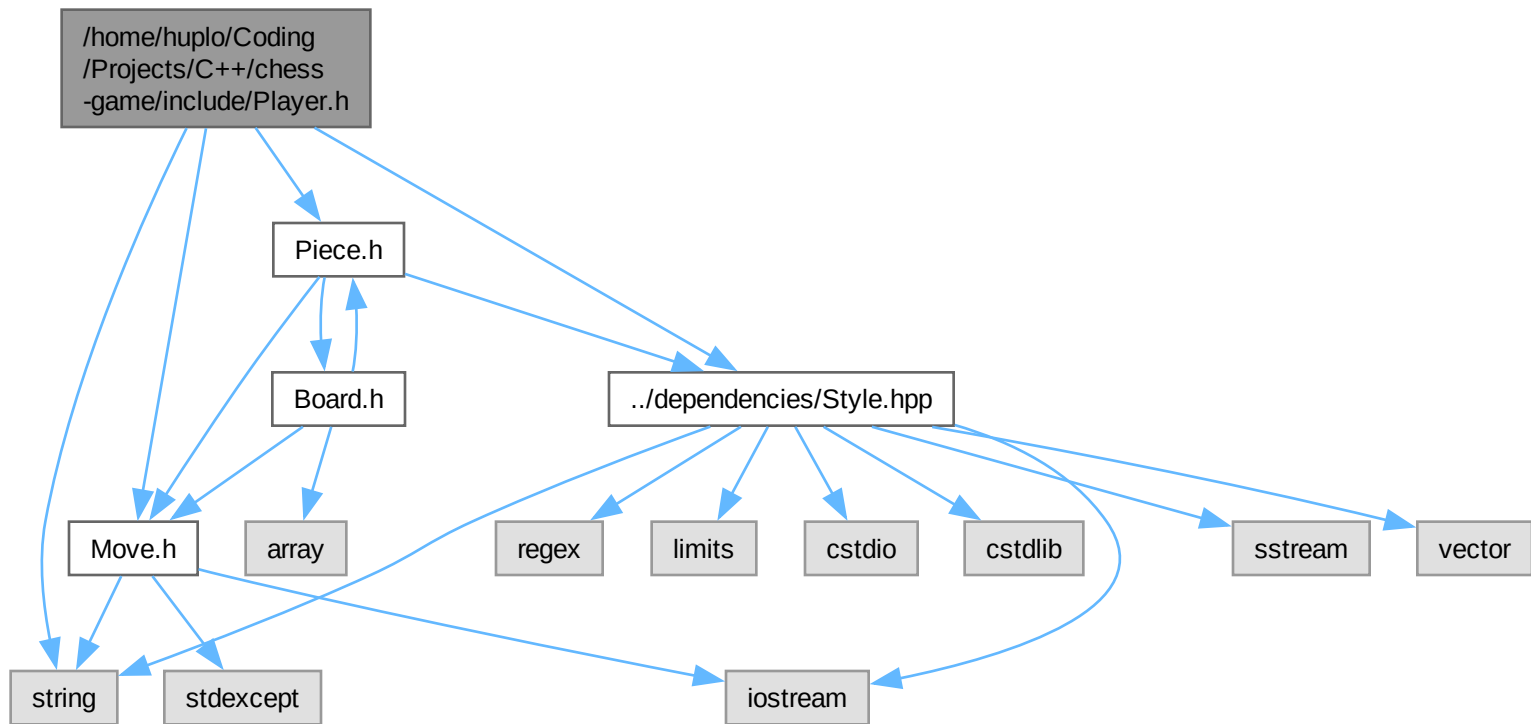 /home/huplo/Coding
/Projects/C++/chess
-game/include/Player.h
Piece.h
Board.h
../dependencies/Style.hpp
Move.h
array
regex
limits
cstdio
cstdlib
sstream
vector
string
stdexcept
iostream